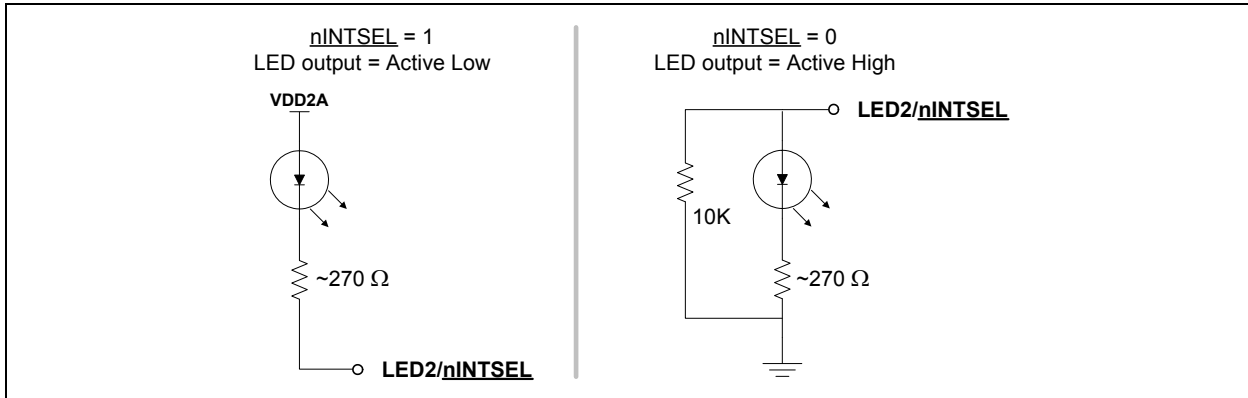 nINTSEL = 1
LED output = Active Low
VDD2A
~270 Ω
LED2/nINTSEL
nINTSEL = 0
LED output = Active High
LED2/nINTSEL
10K
~270 Ω